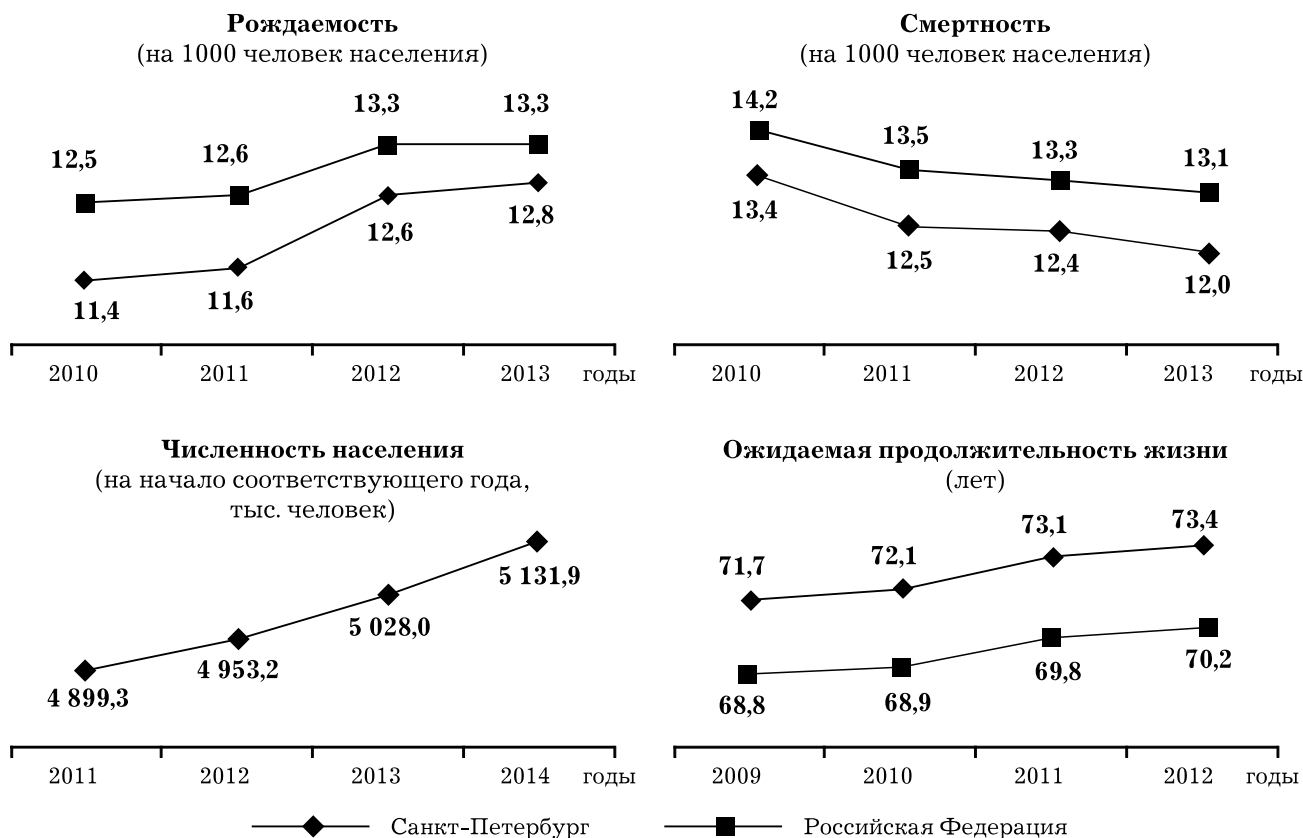 Рождаемость
(на 1000 человек населения)
13,3 13,3
12,5 12,6
12,6 12,8
11,4 11,6
2010 2011 2012 2013 годы
Смертность
(на 1000 человек населения)
14,2
13,5 13,3 13,1
13,4
12,5 12,4 12,0
2010 2011 2012 2013 годы
Численность населения
(на начало соответствующего года,
тыс. человек)
5 131,9
5 028,0
4 953,2
4 899,3
2011 2012 2013 2014 годы
Ожидаемая продолжительность жизни
(лет)
71,7 72,1 73,1 73,4
68,8 68,9 69,8 70,2
2009 2010 2011 2012 годы
Санкт-Петербург Российская Федерация